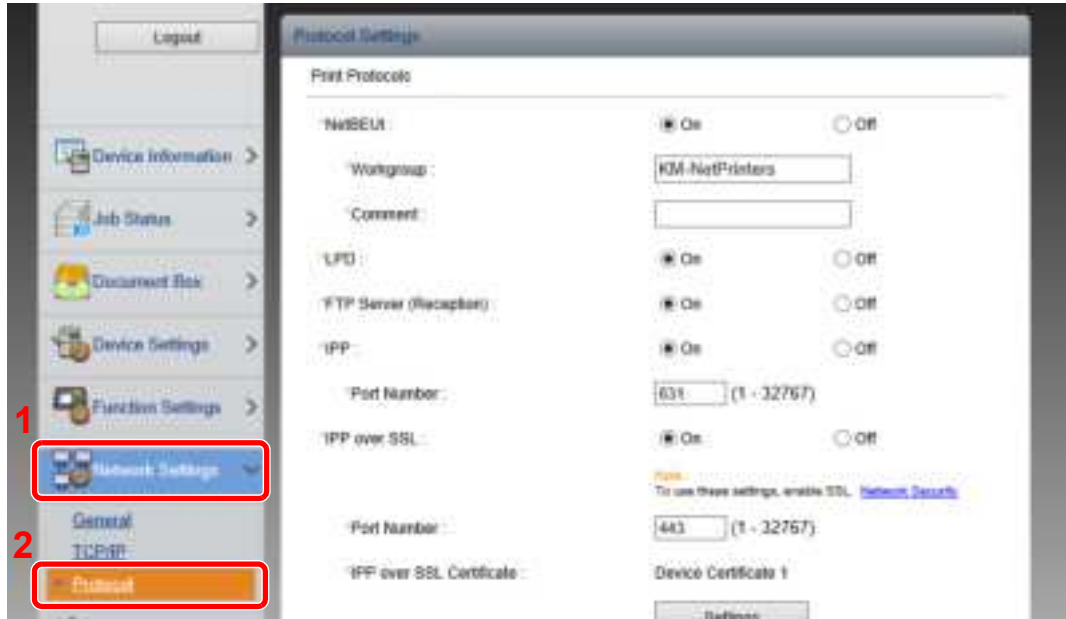 Logout
Protocol Settings
Print Protocols
*NetBEUI : On Off
Device Information >
*Workgroup : KM-NetPrinters
Job Status >
*Comment :
*LPD : On Off
Document Box >
*FTP Server (Reception) : On Off
Device Settings >
*IPP : On Off
*Port Number : 631 (1 - 32767)
Function Settings >
1
*IPP over SSL : On Off
Network Settings
Note :
To use these settings, enable SSL. Network Security
General
*Port Number : 443 (1 - 32767)
2
TCP/IP
*IPP over SSL Certificate : Device Certificate 1
Protocol
Settings